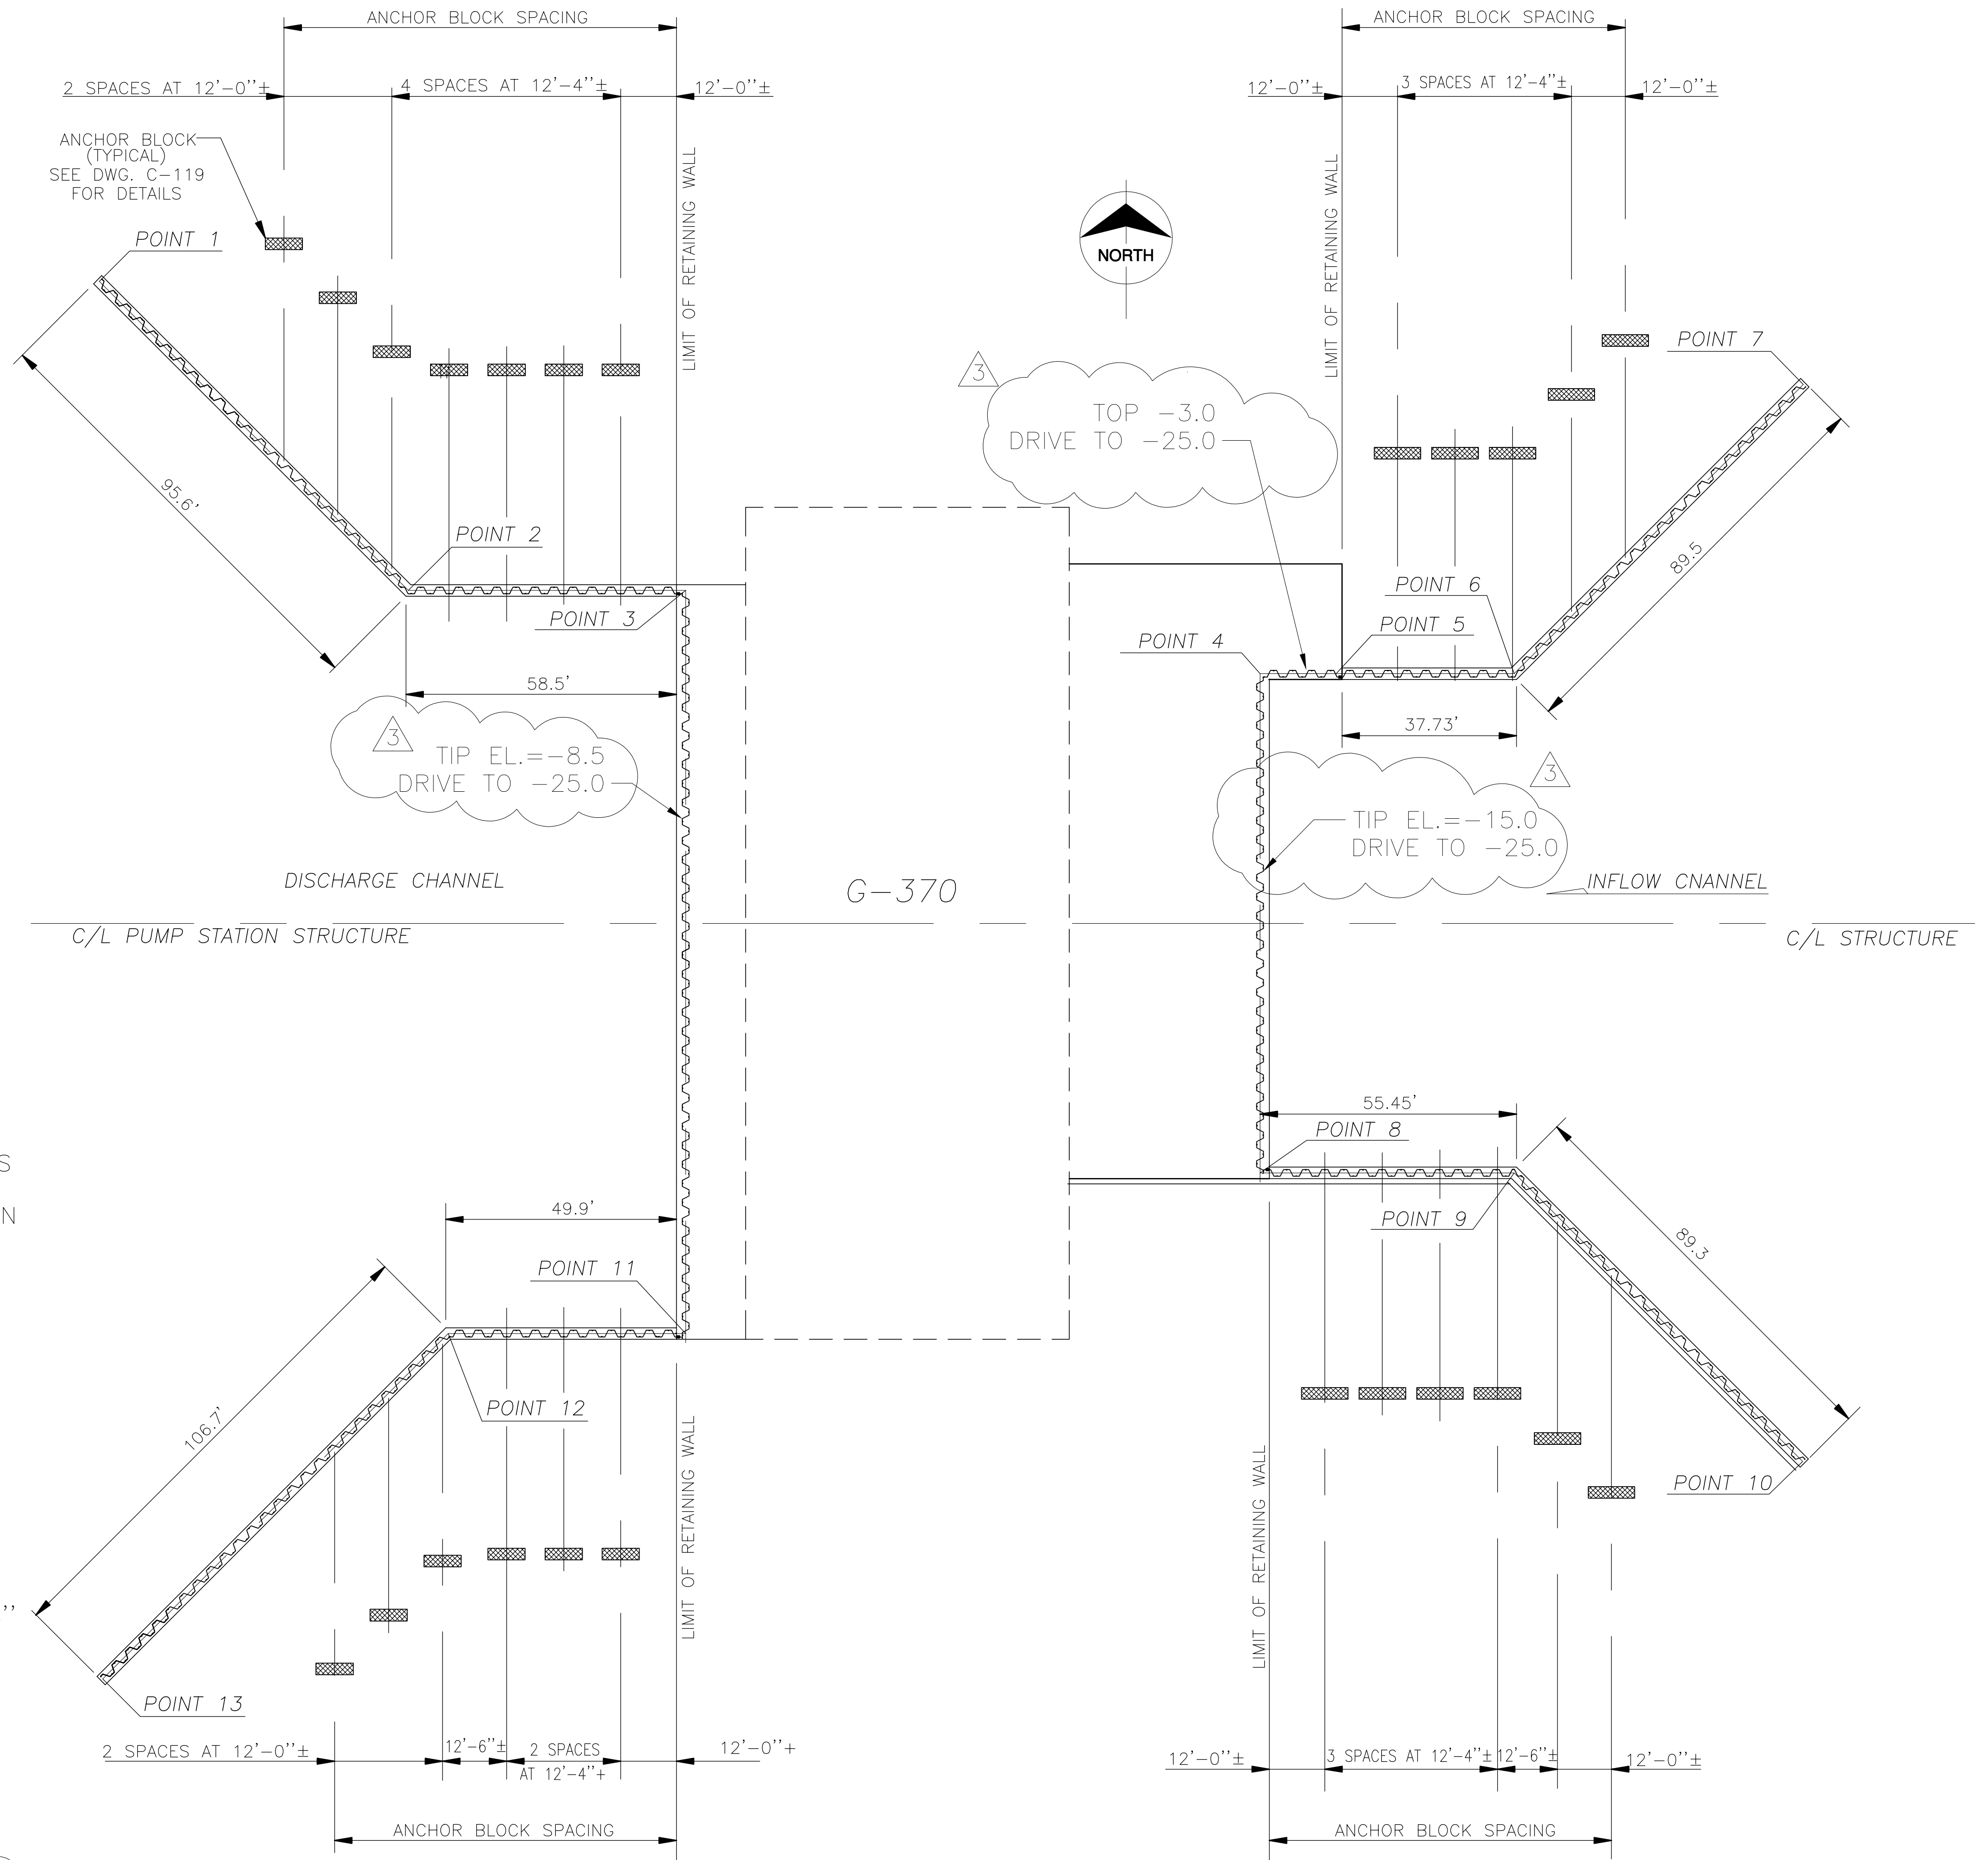 ANCHOR BLOCK SPACING
ANCHOR BLOCK SPACING
2 SPACES AT 12'-0''±
4 SPACES AT 12'-4''±
12'-0''±
12'-0''±
3 SPACES AT 12'-4''±
12'-0''±
ANCHOR BLOCK
(TYPICAL)
SEE DWG. C-119
FOR DETAILS
LIMIT OF RETAINING WALL
LIMIT OF RETAINING WALL
POINT 1
NORTH
POINT 7
3
TOP -3.0
DRIVE TO -25.0
95.6'
89.5
POINT 2
POINT 3
POINT 6
POINT 5
POINT 4
58.5'
37.73'
3
TIP EL.=-8.5
DRIVE TO -25.0
3
TIP EL.=-15.0
DRIVE TO -25.0
DISCHARGE CHANNEL
G-370
INFLOW CNANNEL
C/L PUMP STATION STRUCTURE
C/L STRUCTURE
55.45'
POINT 8
S
N
49.9'
POINT 9
89.3
POINT 11
POINT 12
106.7'
POINT 10
LIMIT OF RETAINING WALL
LIMIT OF RETAINING WALL
''
POINT 13
2 SPACES AT 12'-0''±
12'-6''±
2 SPACES
AT 12'-4''+
12'-0''+
12'-0''±
3 SPACES AT 12'-4''±
12'-6''±
12'-0''±
ANCHOR BLOCK SPACING
ANCHOR BLOCK SPACING